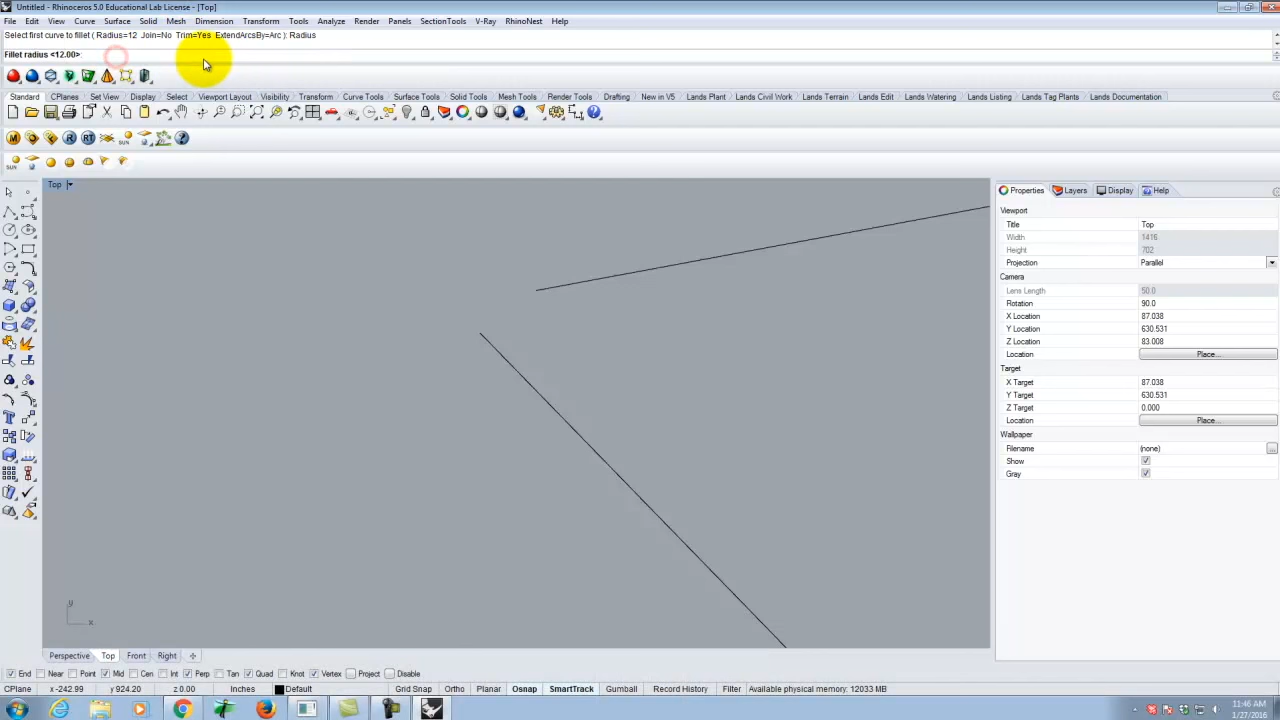 Untitled - Rhinoceros 5.0 Educational Lab License - [Top]
File Edit View Curve Surface Solid Mesh Dimension Transform Tools Analyze Render Panels SectionTools V-Ray RhinoNest Help
Select first curve to fillet ( Radius=12 Join=No Trim=Yes ExtendArcsBy=Arc ): Radius
Fillet radius <12.00>:
Standard CPlanes Set View Display Select Viewport Layout Visibility Transform Curve Tools Surface Tools Solid Tools Mesh Tools Render Tools Drafting New in V5 Lands Plant Lands Civil Work Lands Terrain Lands Edit Lands Watering Lands Listing Lands Tag Plants Lands Documentation
M R RT SUN
SUN
Top
Properties Layers Display Help
Viewport
Title Top
Width 1416
Height 702
Projection Parallel
Camera
Lens Length 50.0
Rotation 90.0
X Location 87.038
Y Location 630.531
Z Location 83.008
Location Place...
Target
X Target 87.038
Y Target 630.531
Z Target 0.000
Location Place...
Wallpaper
Filename (none) ...
Show
Gray
y
x
Perspective Top Front Right
End Near Point Mid Cen Int Perp Tan Quad Knot Vertex Project Disable
CPlane x -242.99 y 924.20 z 0.00 Inches Default Grid Snap Ortho Planar Osnap SmartTrack Gumball Record History Filter Available physical memory: 12033 MB
11:46 AM
1/27/2016